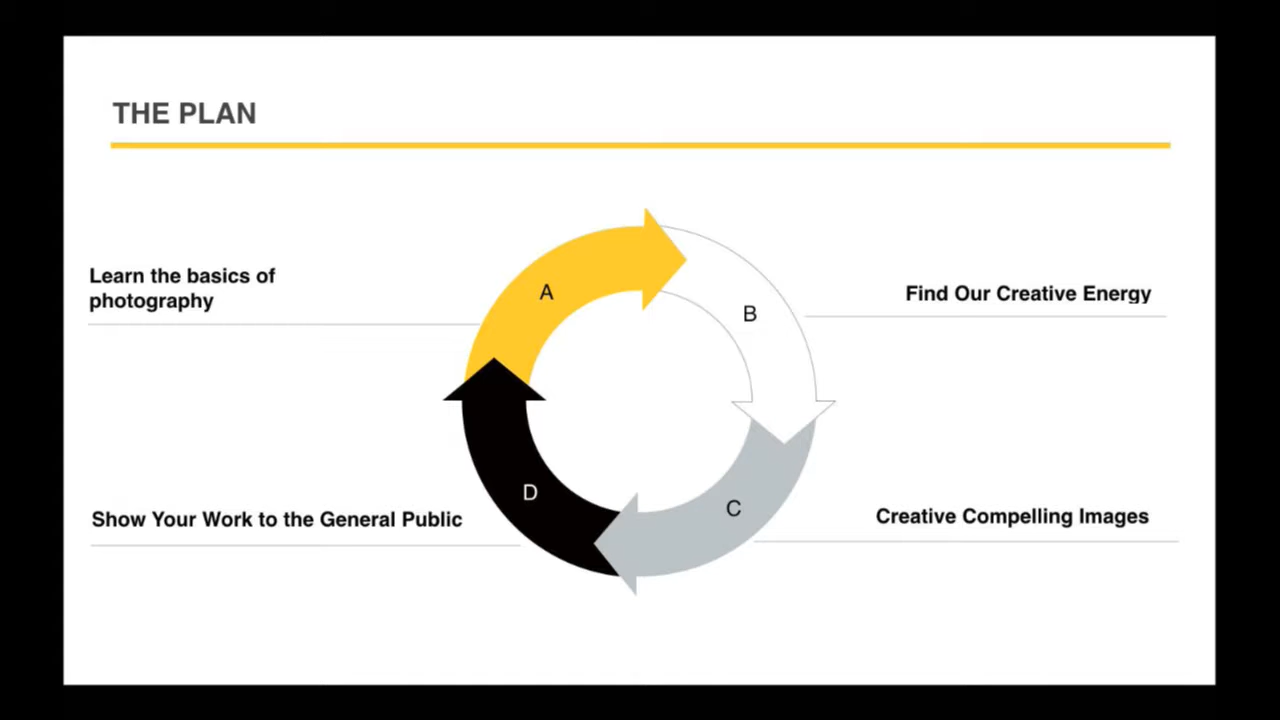 THE PLAN
Learn the basics of
photography
A
B
Find Our Creative Energy
D
Show Your Work to the General Public
C
Creative Compelling Images